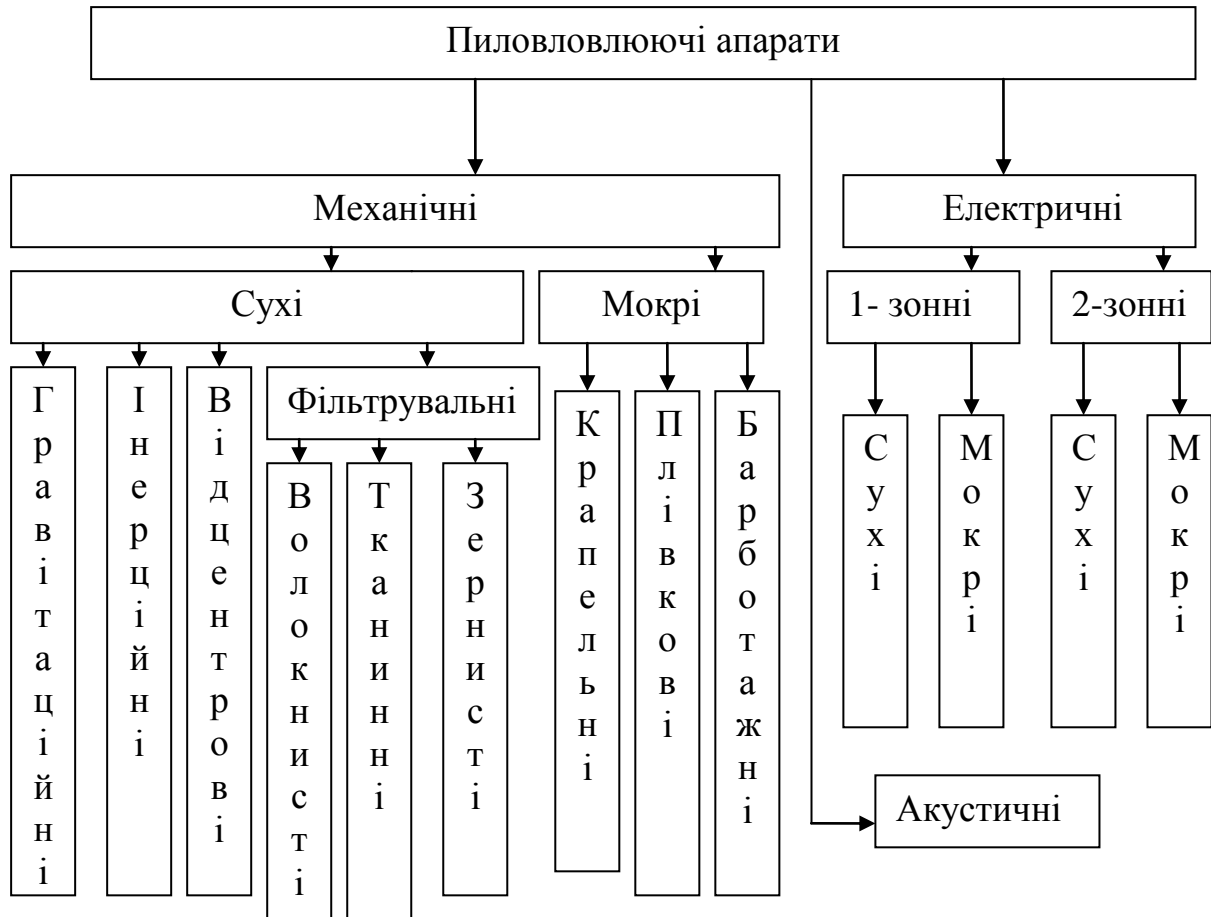 Пиловловлюючі апарати
Механічні
Електричні
Сухі
Мокрі
1- зонні
2-зонні
Гравітаційні
Інерційні
Відцентрові
Фільтрувальні
Волокнисті
Тканинні
Зернисті
Крапельні
Плівкові
Барботажні
Сухі
Мокрі
Сухі
Мокрі
Акустичні